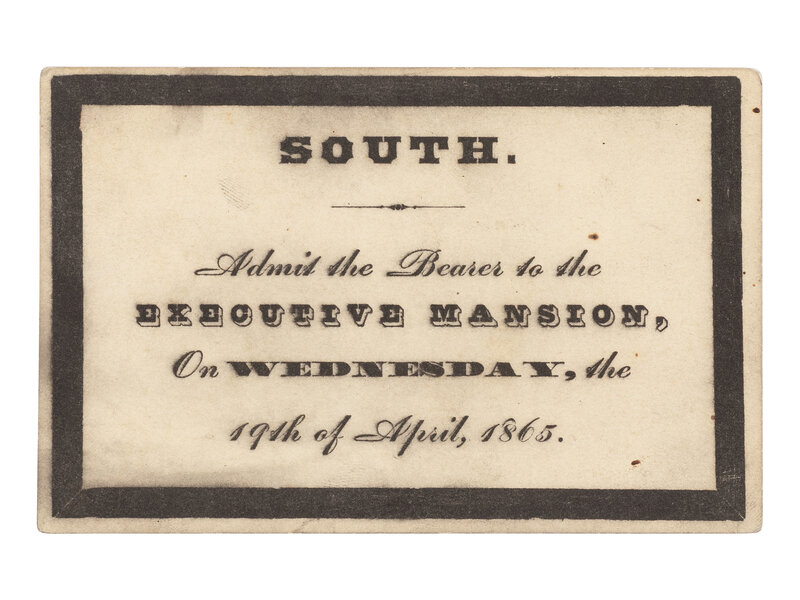 SOUTH.
Admit the Bearer to the
EXECUTIVE MANSION,
On WEDNESDAY, the
19th of April, 1865.